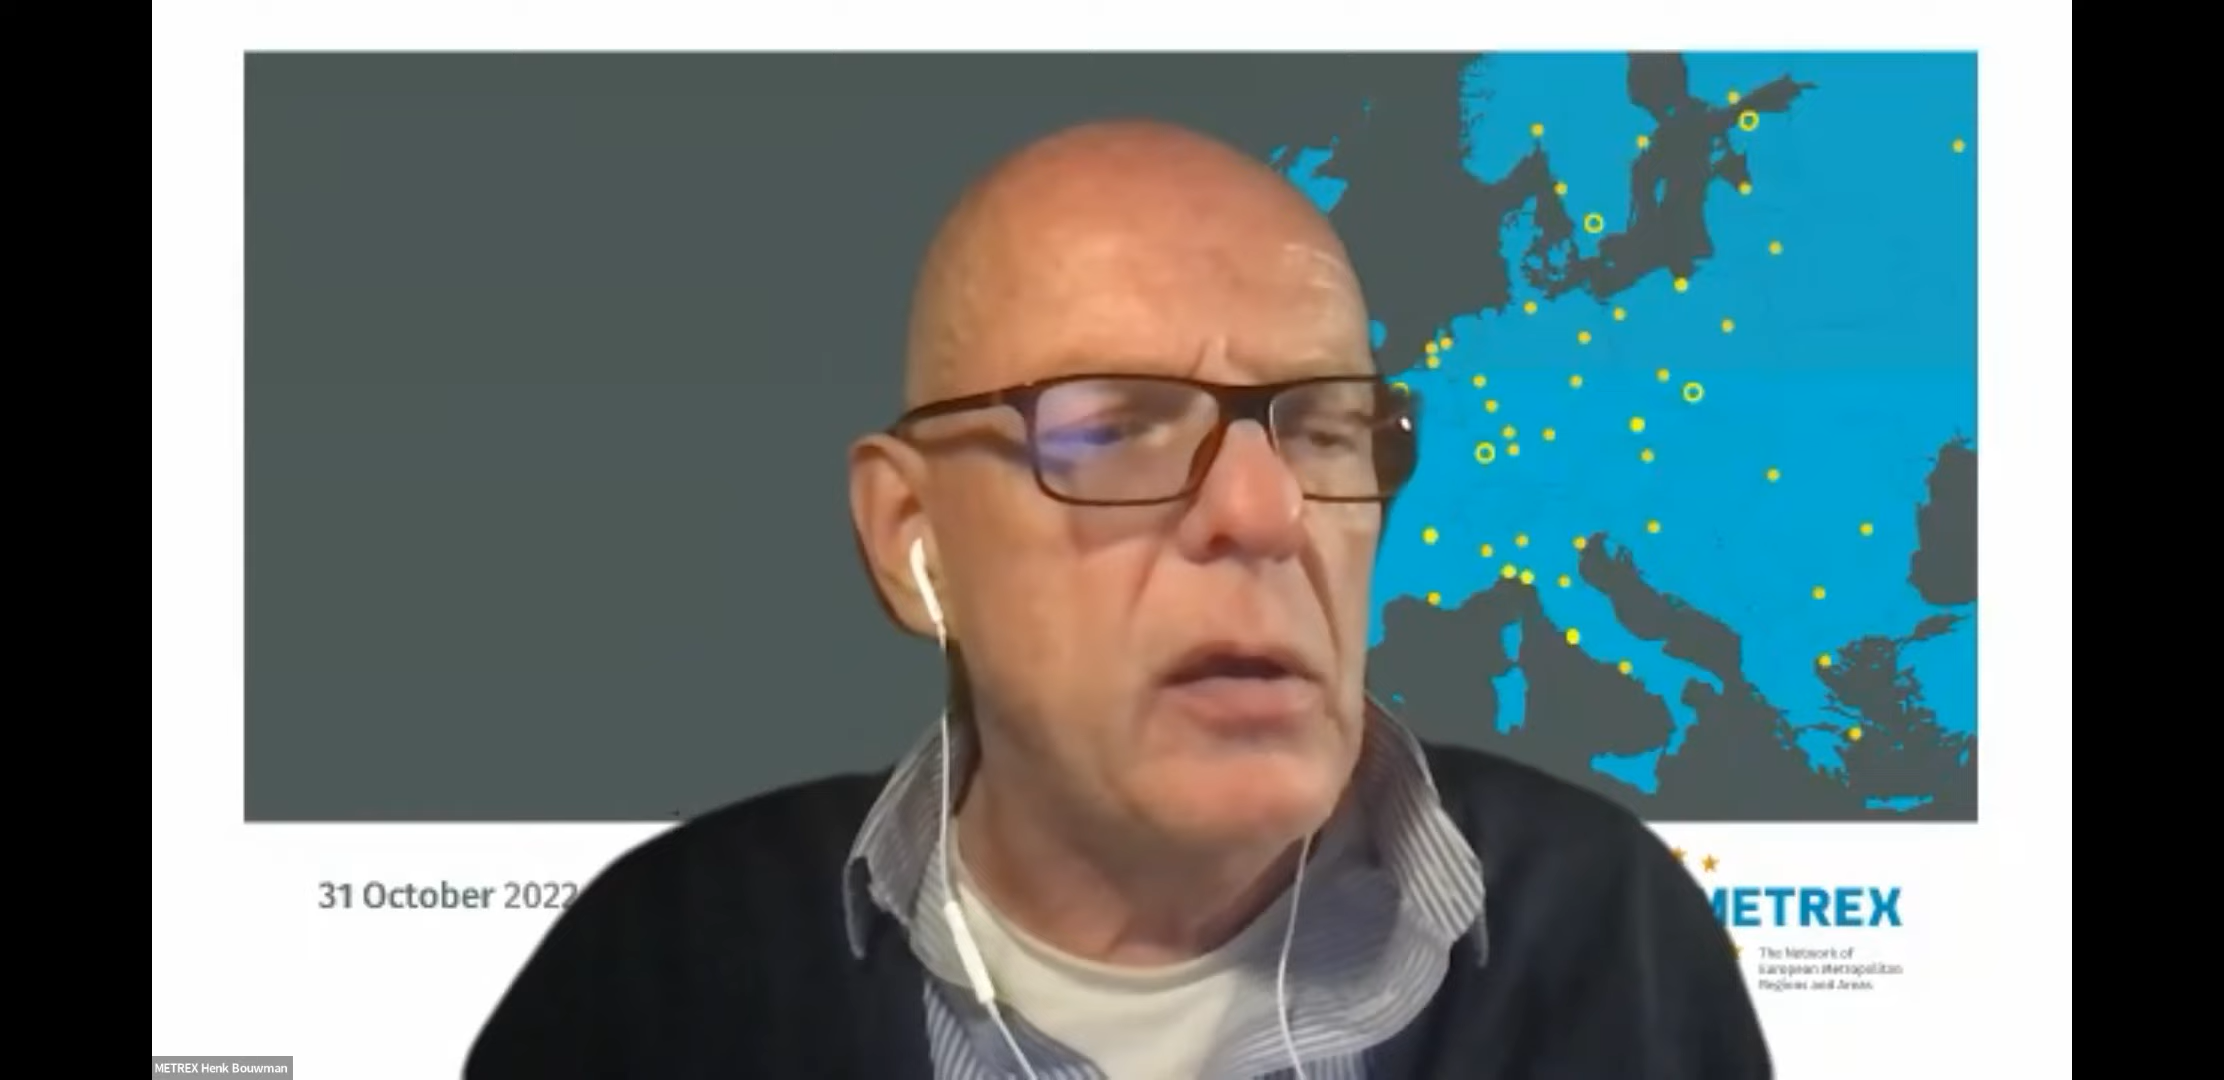 31 October 2022
METREX
The Network of
European Metropolitan
Regions and Areas
METREX Henk Bouwman